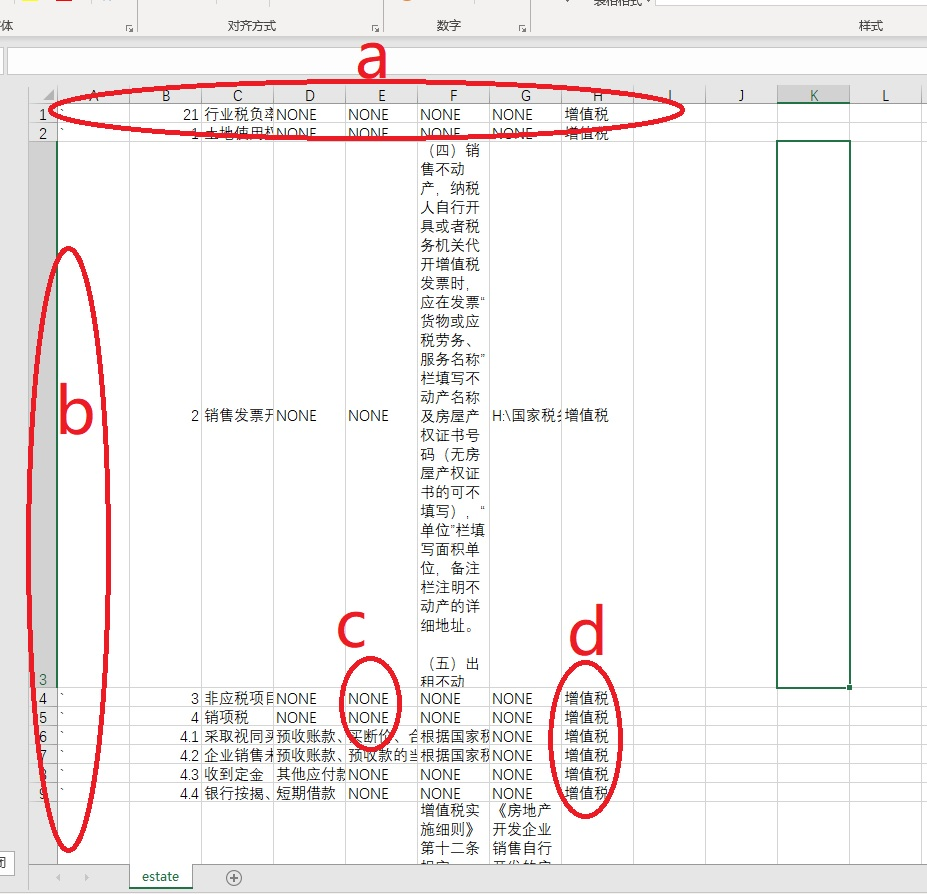 表格格式
体 对齐方式 数字 样式
a
A B C D E F G H I J K L
1 ` 21 行业税负率 NONE NONE NONE NONE 增值税
2 ` 1 土地使用权 NONE NONE NONE NONE 增值税
(四)销
售不动
产,纳税
人自行开
具或者税
务机关代
开增值税
发票时,
应在发票“
货物或应
税劳务、
服务名称”
栏填写不
动产名称
b
2 销售发票开 NONE NONE 及房屋产 H:\国家税 增值税
权证书号
码(无房
屋产权证
书的可不
填写),“
单位”栏填
写面积单
位,备注
栏注明不
动产的详
细地址。
c d
(五)出
3 租不动
4 ` 3 非应税项目 NONE NONE NONE NONE 增值税
5 ` 4 销项税 NONE NONE NONE NONE 增值税
6 ` 4.1 采取视同买 预收账款、 买断价、合 根据国家税 NONE 增值税
7 ` 4.2 企业销售未 预收账款、 预收款的当 根据国家税 NONE 增值税
8 ` 4.3 收到定金 其他应付款 NONE NONE NONE 增值税
9 ` 4.4 银行按揭、 短期借款 NONE NONE NONE 增值税
增值税实 《房地产
施细则》 开发企业
第十二条 销售自行
estate